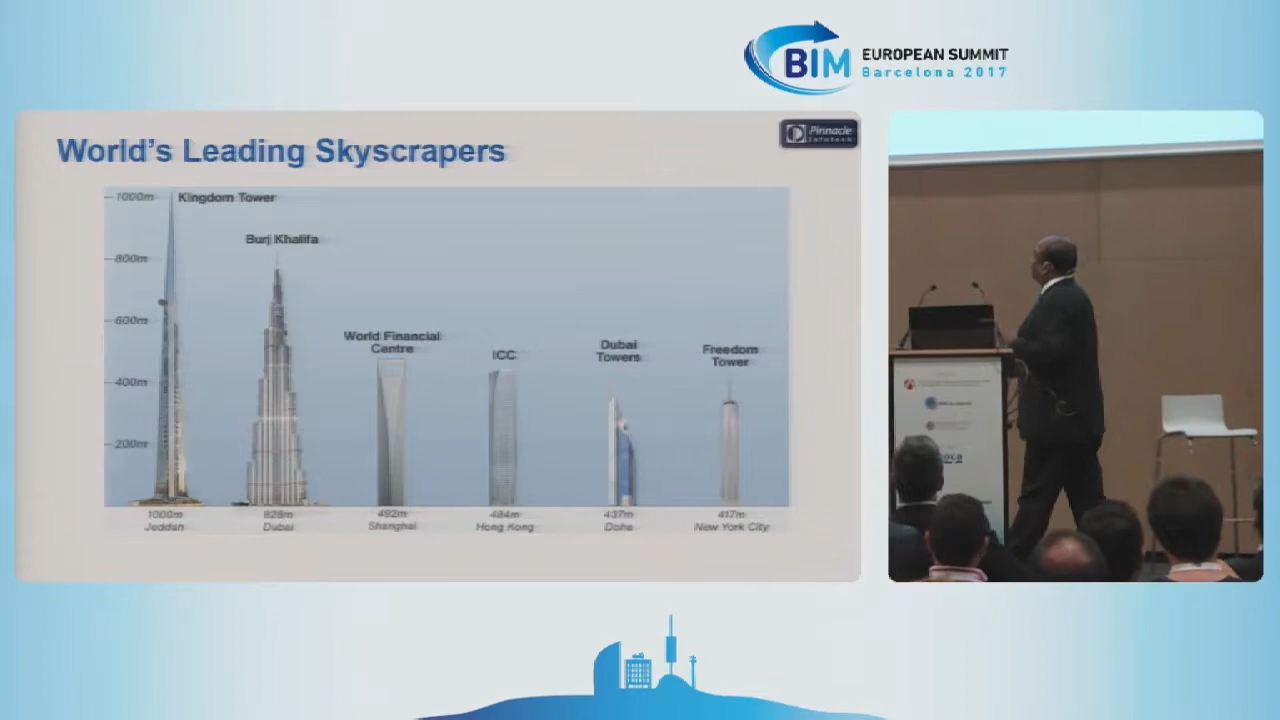 BIM
EUROPEAN SUMMIT
Barcelona 2017
World's Leading Skyscrapers
Pinnacle
Infotech
1000m
Kingdom Tower
Burj Khalifa
800m
600m
World Financial
Centre
ICC
Dubai
Towers
Freedom
Tower
400m
200m
1000m
Jeddah
828m
Dubai
492m
Shanghai
484m
Hong Kong
437m
Doha
417m
New York City